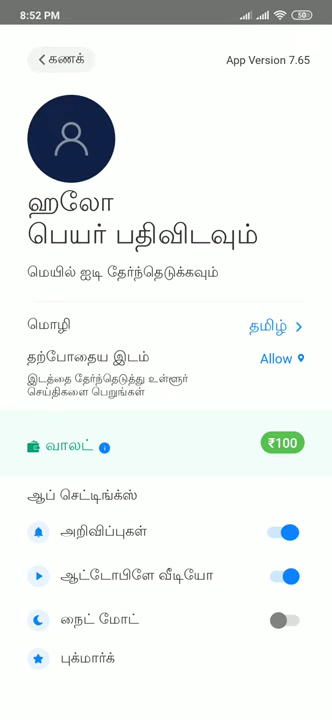 8:52 PM
50
கணக்
App Version 7.65
ஹலோ
பெயர் பதிவிடவும்
மெயில் ஐடி தேர்ந்தெடுக்கவும்
மொழி
தமிழ்
தற்போதைய இடம்
Allow
இடத்தை தேர்ந்தெடுத்து உள்ளூர்
செய்திகளை பெறுங்கள்
வாலட்
₹100
ஆப் செட்டிங்க்ஸ்
அறிவிப்புகள்
ஆட்டோபிளே வீடியோ
நைட் மோட்
புக்மார்க்